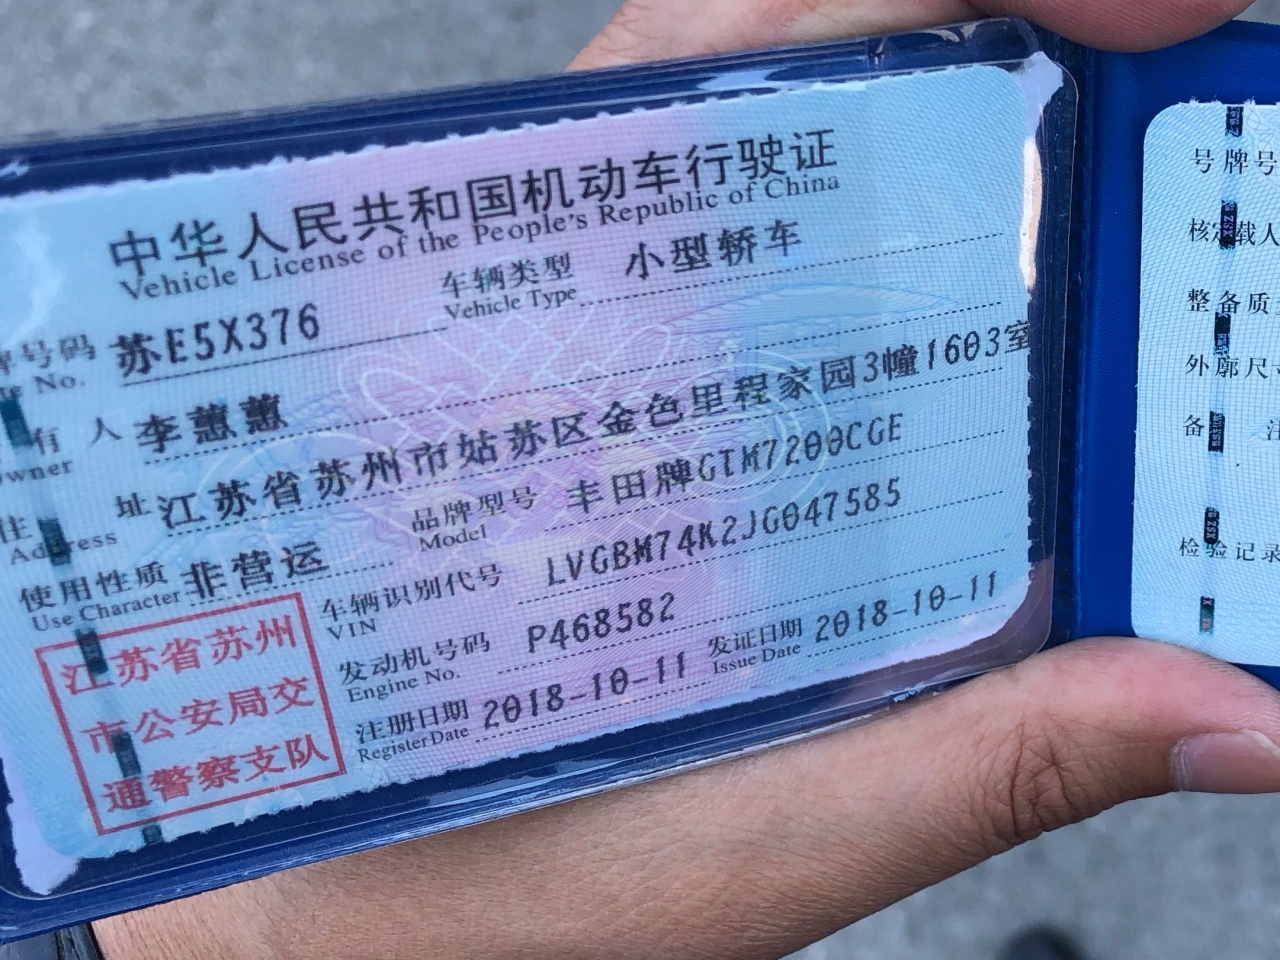 中华人民共和国机动车行驶证
Vehicle License of the People's Republic of China
牌号码 苏E5X376 车辆类型 小型轿车
No. Vehicle Type
有 人 李蕙蕙
Owner
住 址 江苏省苏州市姑苏区金色里程家园3幢1603室
Address
使用性质 非营运 品牌型号 丰田牌GTM7200CGE
Use Character Model
车辆识别代号 LVGBM74K2JG047585
VIN
发动机号码 P468582
Engine No.
注册日期 2018-10-11 发证日期 2018-10-11
Register Date Issue Date
江苏省苏州
市公安局交
通警察支队
号牌号
核定载人
整备质
外廓尺
备 注
检验记录